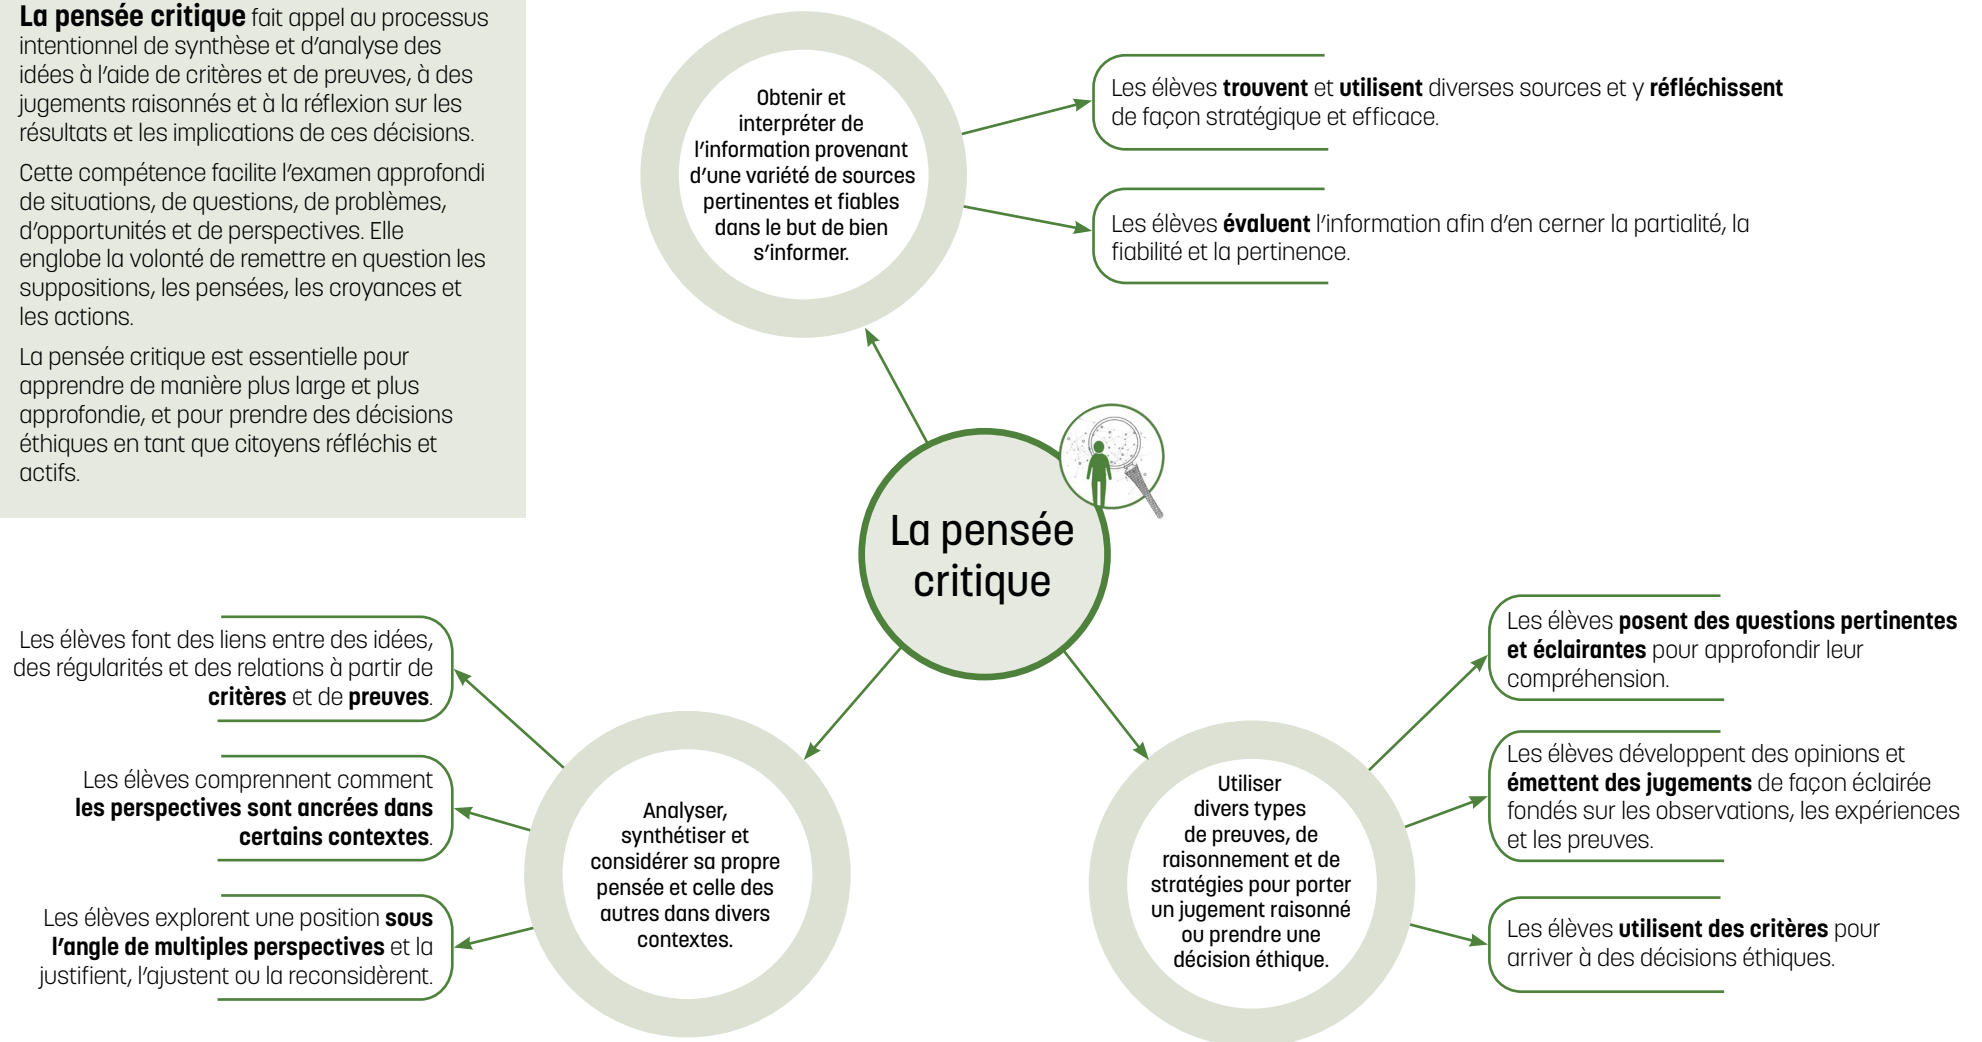 La pensée critique fait appel au processus
intentionnel de synthèse et d'analyse des
idées à l'aide de critères et de preuves, à des
jugements raisonnés et à la réflexion sur les
résultats et les implications de ces décisions.
Cette compétence facilite l'examen approfondi
de situations, de questions, de problèmes,
d'opportunités et de perspectives. Elle
englobe la volonté de remettre en question les
suppositions, les pensées, les croyances et
les actions.
La pensée critique est essentielle pour
apprendre de manière plus large et plus
approfondie, et pour prendre des décisions
éthiques en tant que citoyens réfléchis et
actifs.
Obtenir et
interpréter de
l'information provenant
d'une variété de sources
pertinentes et fiables
dans le but de bien
s'informer.
Les élèves trouvent et utilisent diverses sources et y réfléchissent
de façon stratégique et efficace.
Les élèves évaluent l'information afin d'en cerner la partialité, la
fiabilité et la pertinence.
La pensée
critique
Les élèves font des liens entre des idées,
des régularités et des relations à partir de
critères et de preuves.
Les élèves comprennent comment
les perspectives sont ancrées dans
certains contextes.
Les élèves explorent une position sous
l'angle de multiples perspectives et la
justifient, l'ajustent ou la reconsidèrent.
Analyser,
synthétiser et
considérer sa propre
pensée et celle des
autres dans divers
contextes.
Utiliser
divers types
de preuves, de
raisonnement et de
stratégies pour porter
un jugement raisonné
ou prendre une
décision éthique.
Les élèves posent des questions pertinentes
et éclairantes pour approfondir leur
compréhension.
Les élèves développent des opinions et
émettent des jugements de façon éclairée
fondés sur les observations, les expériences
et les preuves.
Les élèves utilisent des critères pour
arriver à des décisions éthiques.